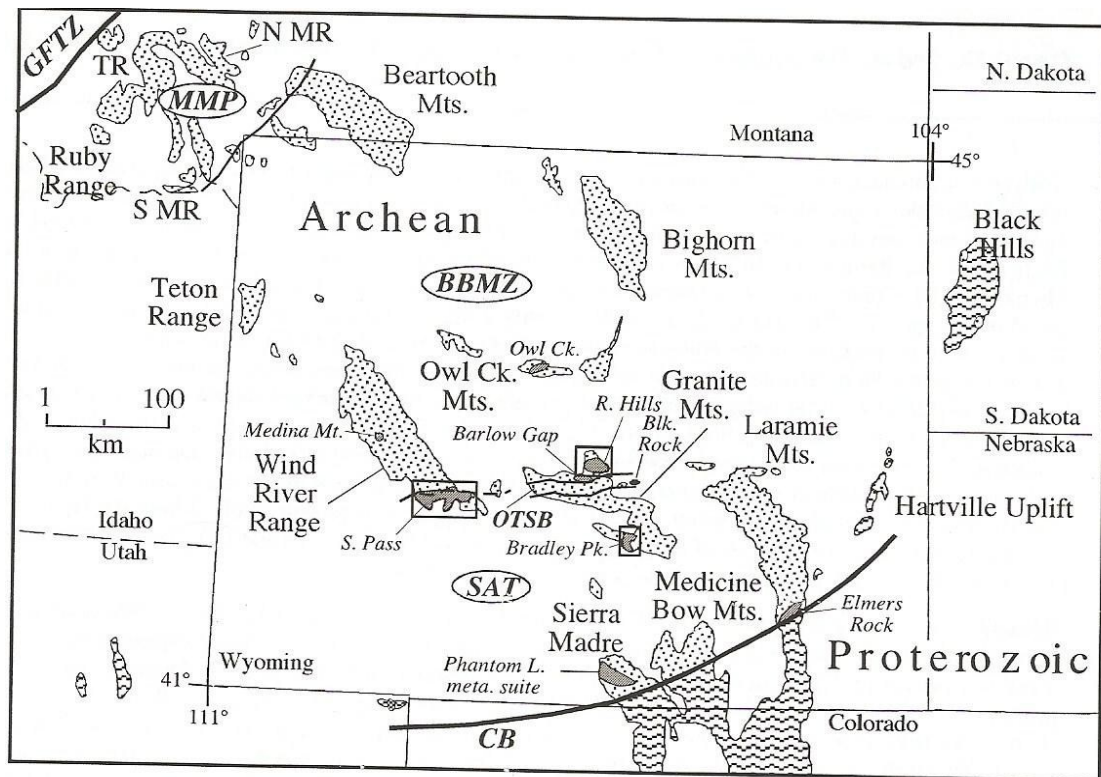 GFTZ
TR
N MR
MMP
Beartooth
Mts.
N. Dakota
Montana
104°
45°
Ruby
Range
S MR
Archean
Black
Hills
Bighorn
Mts.
BBMZ
Teton
Range
Owl Ck.
Owl Ck.
Mts.
Granite
Mts.
1 100
km
R. Hills
Blk.
Rock
Laramie
Mts.
S. Dakota
Nebraska
Medina Mt.
Barlow Gap
Wind
River
Range
Hartville Uplift
OTSB
Idaho
Utah
S. Pass
Bradley Pk.
SAT
Medicine
Bow Mts.
Sierra
Madre
Elmers
Rock
Wyoming
Phantom L.
meta. suite
Proterozoic
41°
111°
CB
Colorado